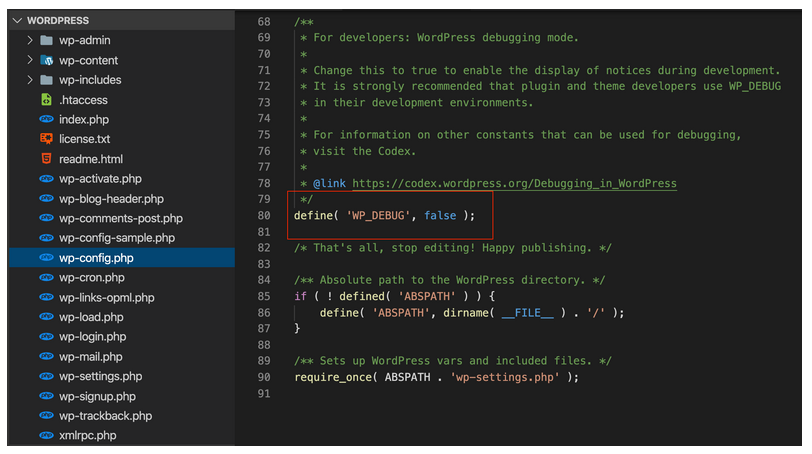 WORDPRESS
wp-admin
wp-content
wp-includes
.htaccess
index.php
license.txt
readme.html
wp-activate.php
wp-blog-header.php
wp-comments-post.php
wp-config-sample.php
wp-config.php
wp-cron.php
wp-links-opml.php
wp-load.php
wp-login.php
wp-mail.php
wp-settings.php
wp-signup.php
wp-trackback.php
xmlrpc.php
68 /**
69 * For developers: WordPress debugging mode.
70 *
71 * Change this to true to enable the display of notices during development.
72 * It is strongly recommended that plugin and theme developers use WP_DEBUG
73 * in their development environments.
74 *
75 * For information on other constants that can be used for debugging,
76 * visit the Codex.
77 *
78 * @link https://codex.wordpress.org/Debugging_in_WordPress
79 */
80 define( 'WP_DEBUG', false );
81
82 /* That's all, stop editing! Happy publishing. */
83
84 /** Absolute path to the WordPress directory. */
85 if ( ! defined( 'ABSPATH' ) ) {
86 define( 'ABSPATH', dirname( __FILE__ ) . '/' );
87 }
88
89 /** Sets up WordPress vars and included files. */
90 require_once( ABSPATH . 'wp-settings.php' );
91